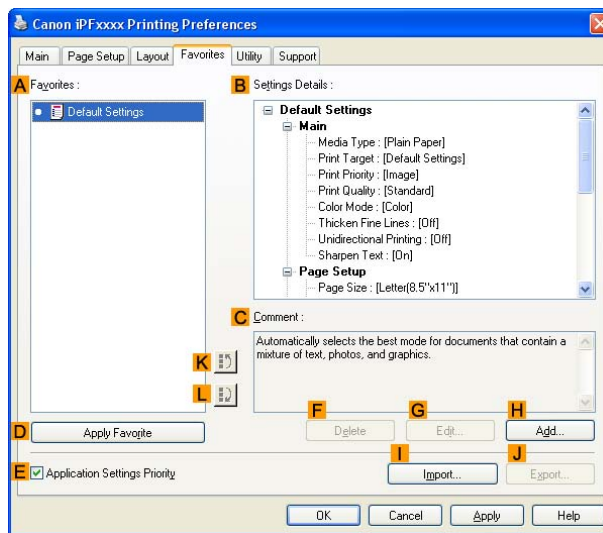 Canon iPFxxxx Printing Preferences
Main Page Setup Layout Favorites Utility Support
A Favorites :
Default Settings
B Settings Details :
Default Settings
Main
Media Type : [Plain Paper]
Print Target : [Default Settings]
Print Priority : [Image]
Print Quality : [Standard]
Color Mode : [Color]
Thicken Fine Lines : [Off]
Unidirectional Printing : [Off]
Sharpen Text : [On]
Page Setup
Page Size : [Letter(8.5"x11")]
C Comment :
Automatically selects the best mode for documents that contain a
mixture of text, photos, and graphics.
K
L
D Apply Favorite
F Delete
G Edit...
H Add...
E Application Settings Priority
I Import...
J Export...
OK Cancel Apply Help